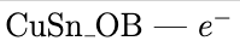 CuSn_OB — e⁻